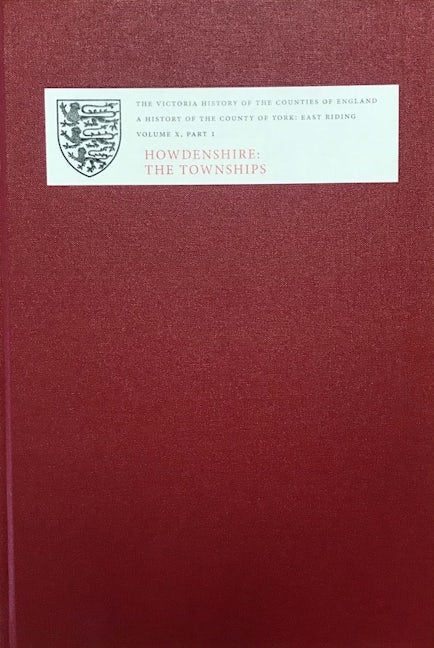 THE VICTORIA HISTORY OF THE COUNTIES OF ENGLAND
A HISTORY OF THE COUNTY OF YORK: EAST RIDING
VOLUME X, PART 1
HOWDENSHIRE:
THE TOWNSHIPS